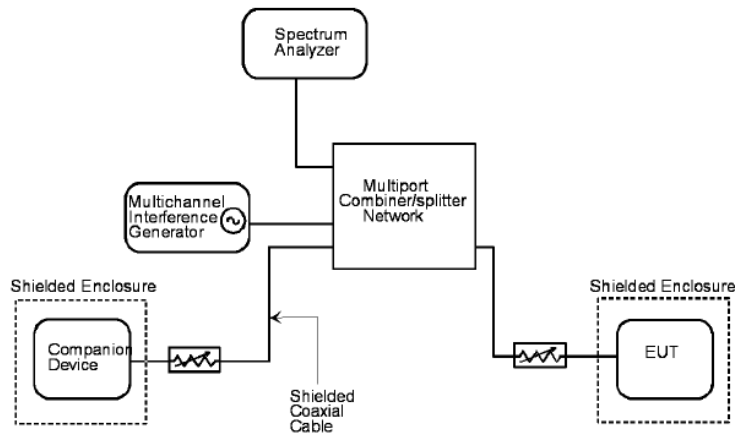 Spectrum
Analyzer
Multiport
Combiner/splitter
Network
Multichannel
Interference
Generator
Shielded Enclosure
Companion
Device
Shielded
Coaxial
Cable
Shielded Enclosure
EUT